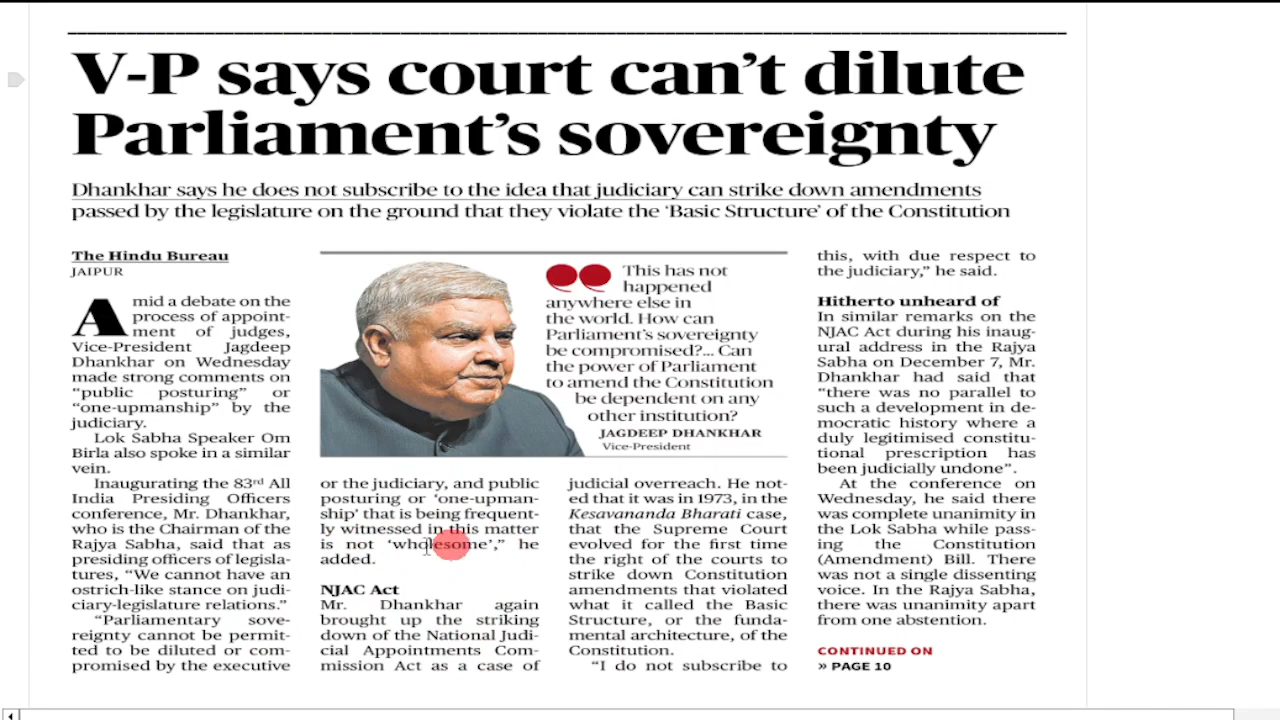 V-P says court can’t dilute
Parliament’s sovereignty
Dhankhar says he does not subscribe to the idea that judiciary can strike down amendments
passed by the legislature on the ground that they violate the ‘Basic Structure’ of the Constitution
The Hindu Bureau
JAIPUR
Amid a debate on the
process of appoint-
ment of judges,
Vice-President Jagdeep
Dhankhar on Wednesday
made strong comments on
“public posturing” or
“one-upmanship” by the
judiciary.
Lok Sabha Speaker Om
Birla also spoke in a similar
vein.
Inaugurating the 83rd All
India Presiding Officers
conference, Mr. Dhankhar,
who is the Chairman of the
Rajya Sabha, said that as
presiding officers of legisla-
tures, “We cannot have an
ostrich-like stance on judi-
ciary-legislature relations.”
“Parliamentary sove-
reignty cannot be permit-
ted to be diluted or com-
promised by the executive
This has not
happened
anywhere else in
the world. How can
Parliament’s sovereignty
be compromised?... Can
the power of Parliament
to amend the Constitution
be dependent on any
other institution?
JAGDEEP DHANKHAR
Vice-President
or the judiciary, and public
posturing or ‘one-upman-
ship’ that is being frequent-
ly witnessed in this matter
is not ‘wholesome’,” he
added.
NJAC Act
Mr. Dhankhar again
brought up the striking
down of the National Judi-
cial Appointments Com-
mission Act as a case of
judicial overreach. He not-
ed that it was in 1973, in the
Kesavananda Bharati case,
that the Supreme Court
evolved for the first time
the right of the courts to
strike down Constitution
amendments that violated
what it called the Basic
Structure, or the funda-
mental architecture, of the
Constitution.
“I do not subscribe to
this, with due respect to
the judiciary,” he said.
Hitherto unheard of
In similar remarks on the
NJAC Act during his inaug-
ural address in the Rajya
Sabha on December 7, Mr.
Dhankhar had said that
“there was no parallel to
such a development in de-
mocratic history where a
duly legitimised constitu-
tional prescription has
been judicially undone”.
At the conference on
Wednesday, he said there
was complete unanimity in
the Lok Sabha while pass-
ing the Constitution
(Amendment) Bill. There
was not a single dissenting
voice. In the Rajya Sabha,
there was unanimity apart
from one abstention.
CONTINUED ON
» PAGE 10